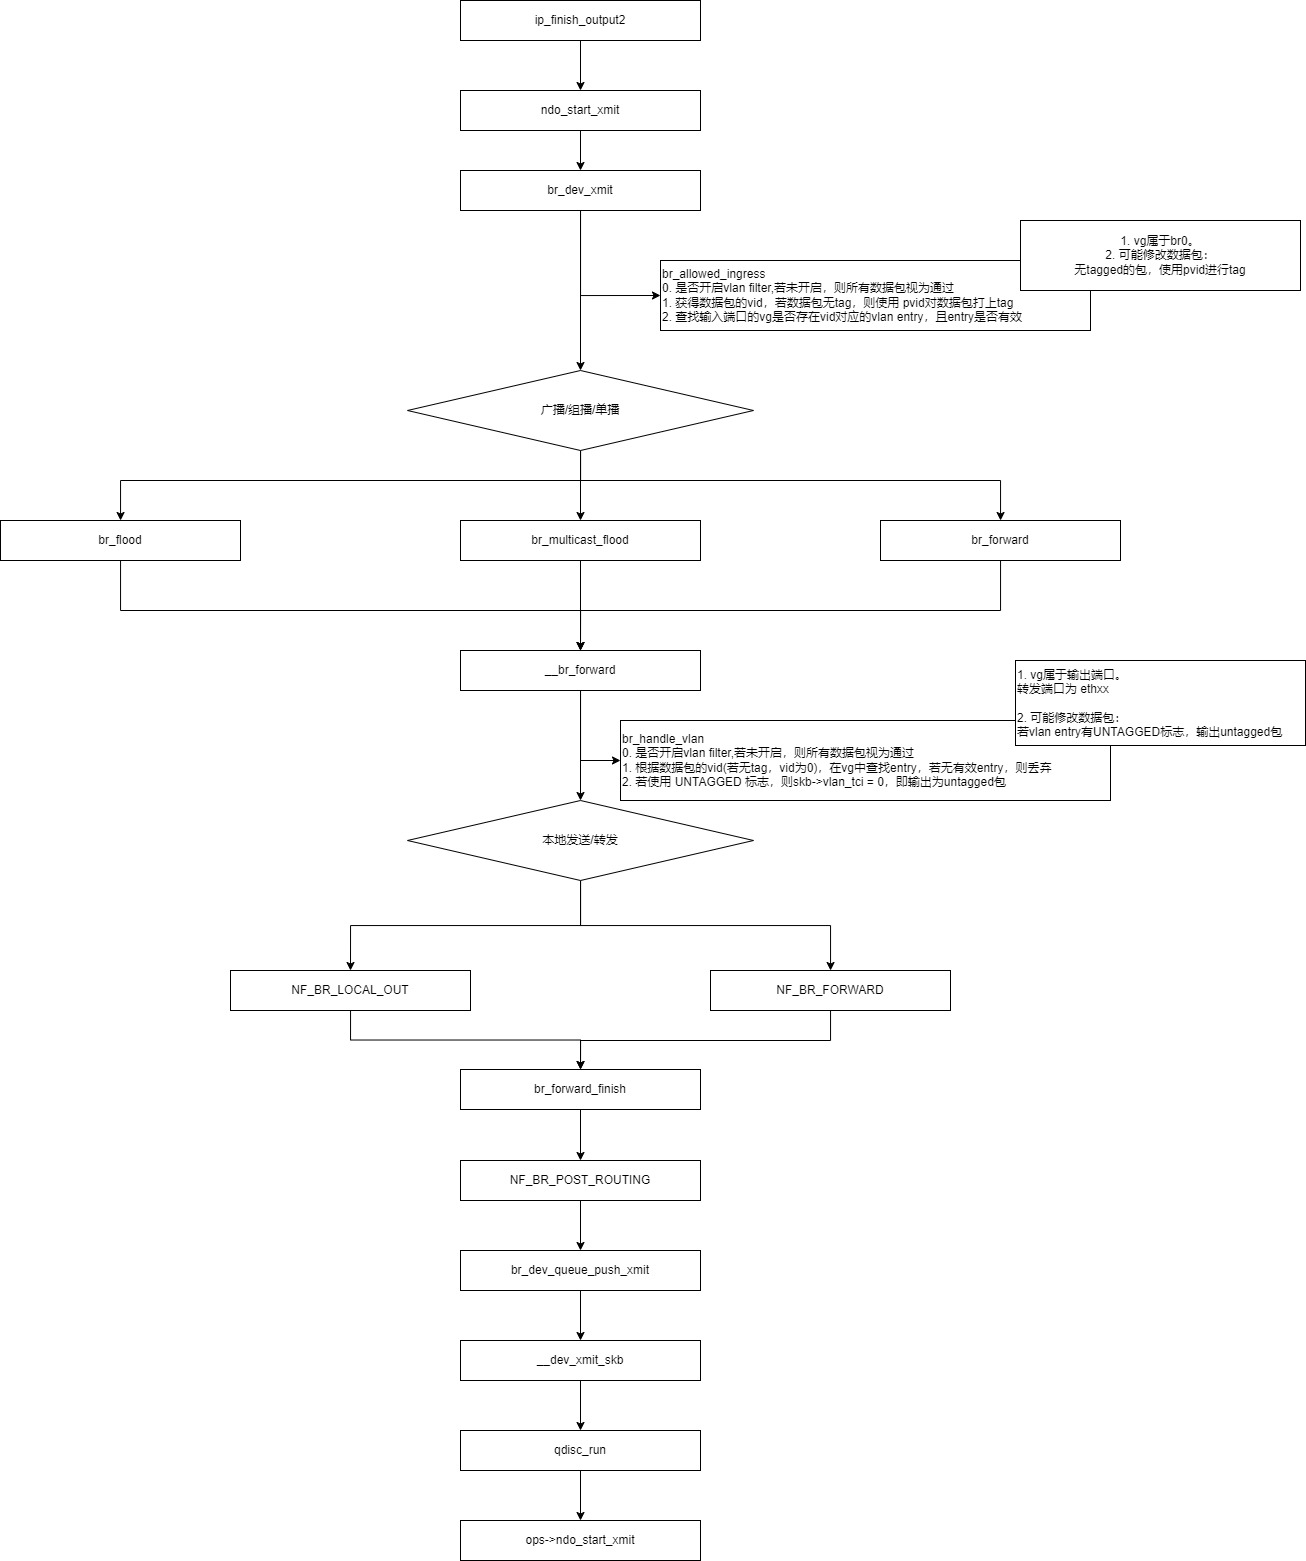 ip_finish_output2
ndo_start_xmit
br_dev_xmit
1. vg属于br0。
2. 可能修改数据包：
无tagged的包，使用pvid进行tag
br_allowed_ingress
0. 是否开启vlan filter,若未开启，则所有数据包视为通过
1. 获得数据包的vid，若数据包无tag，则使用 pvid对数据包打上tag
2. 查找输入端口的vg是否存在vid对应的vlan entry，且entry是否有效
广播/组播/单播
br_flood
br_multicast_flood
br_forward
__br_forward
1. vg属于输出端口。
转发端口为 ethxx
2. 可能修改数据包：
若vlan entry有UNTAGGED标志，输出untagged包
br_handle_vlan
0. 是否开启vlan filter,若未开启，则所有数据包视为通过
1. 根据数据包的vid(若无tag，vid为0)，在vg中查找entry，若无有效entry，则丢弃
2. 若使用 UNTAGGED 标志，则skb->vlan_tci = 0，即输出为untagged包
本地发送/转发
NF_BR_LOCAL_OUT
NF_BR_FORWARD
br_forward_finish
NF_BR_POST_ROUTING
br_dev_queue_push_xmit
__dev_xmit_skb
qdisc_run
ops->ndo_start_xmit